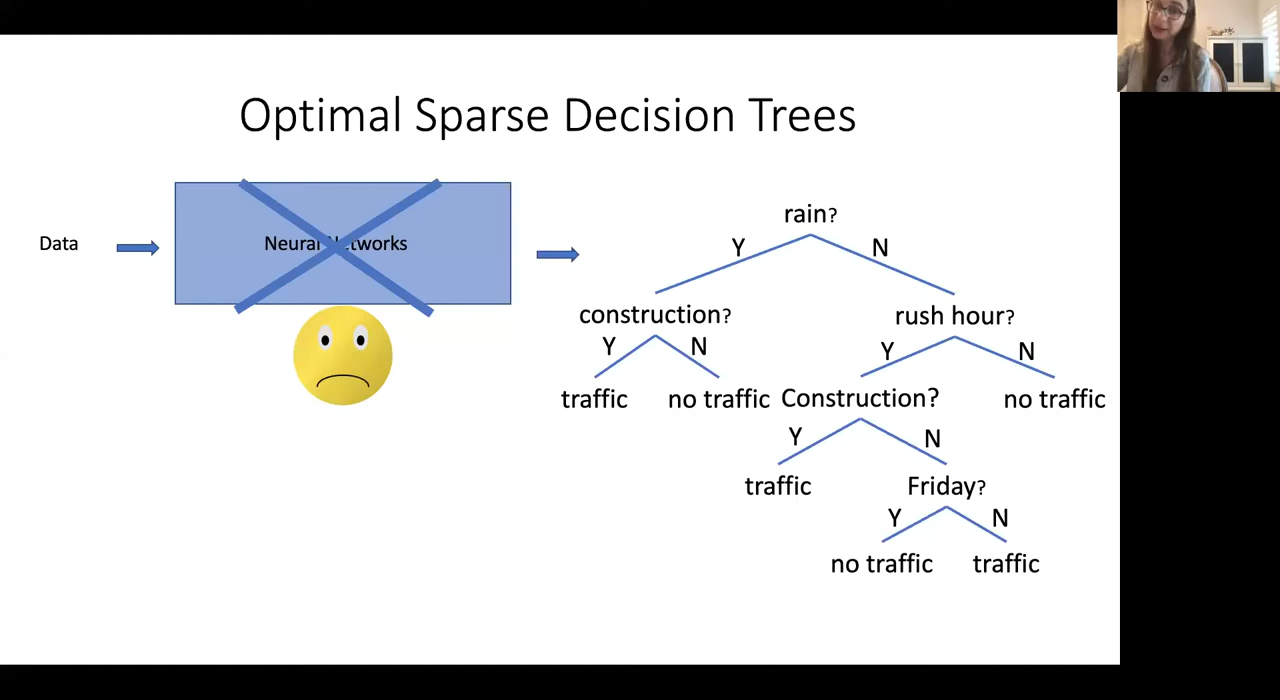 Optimal Sparse Decision Trees
Data
Neural Networks
rain?
Y N
construction? rush hour?
Y N Y N
traffic no traffic Construction? no traffic
Y N
traffic Friday?
Y N
no traffic traffic